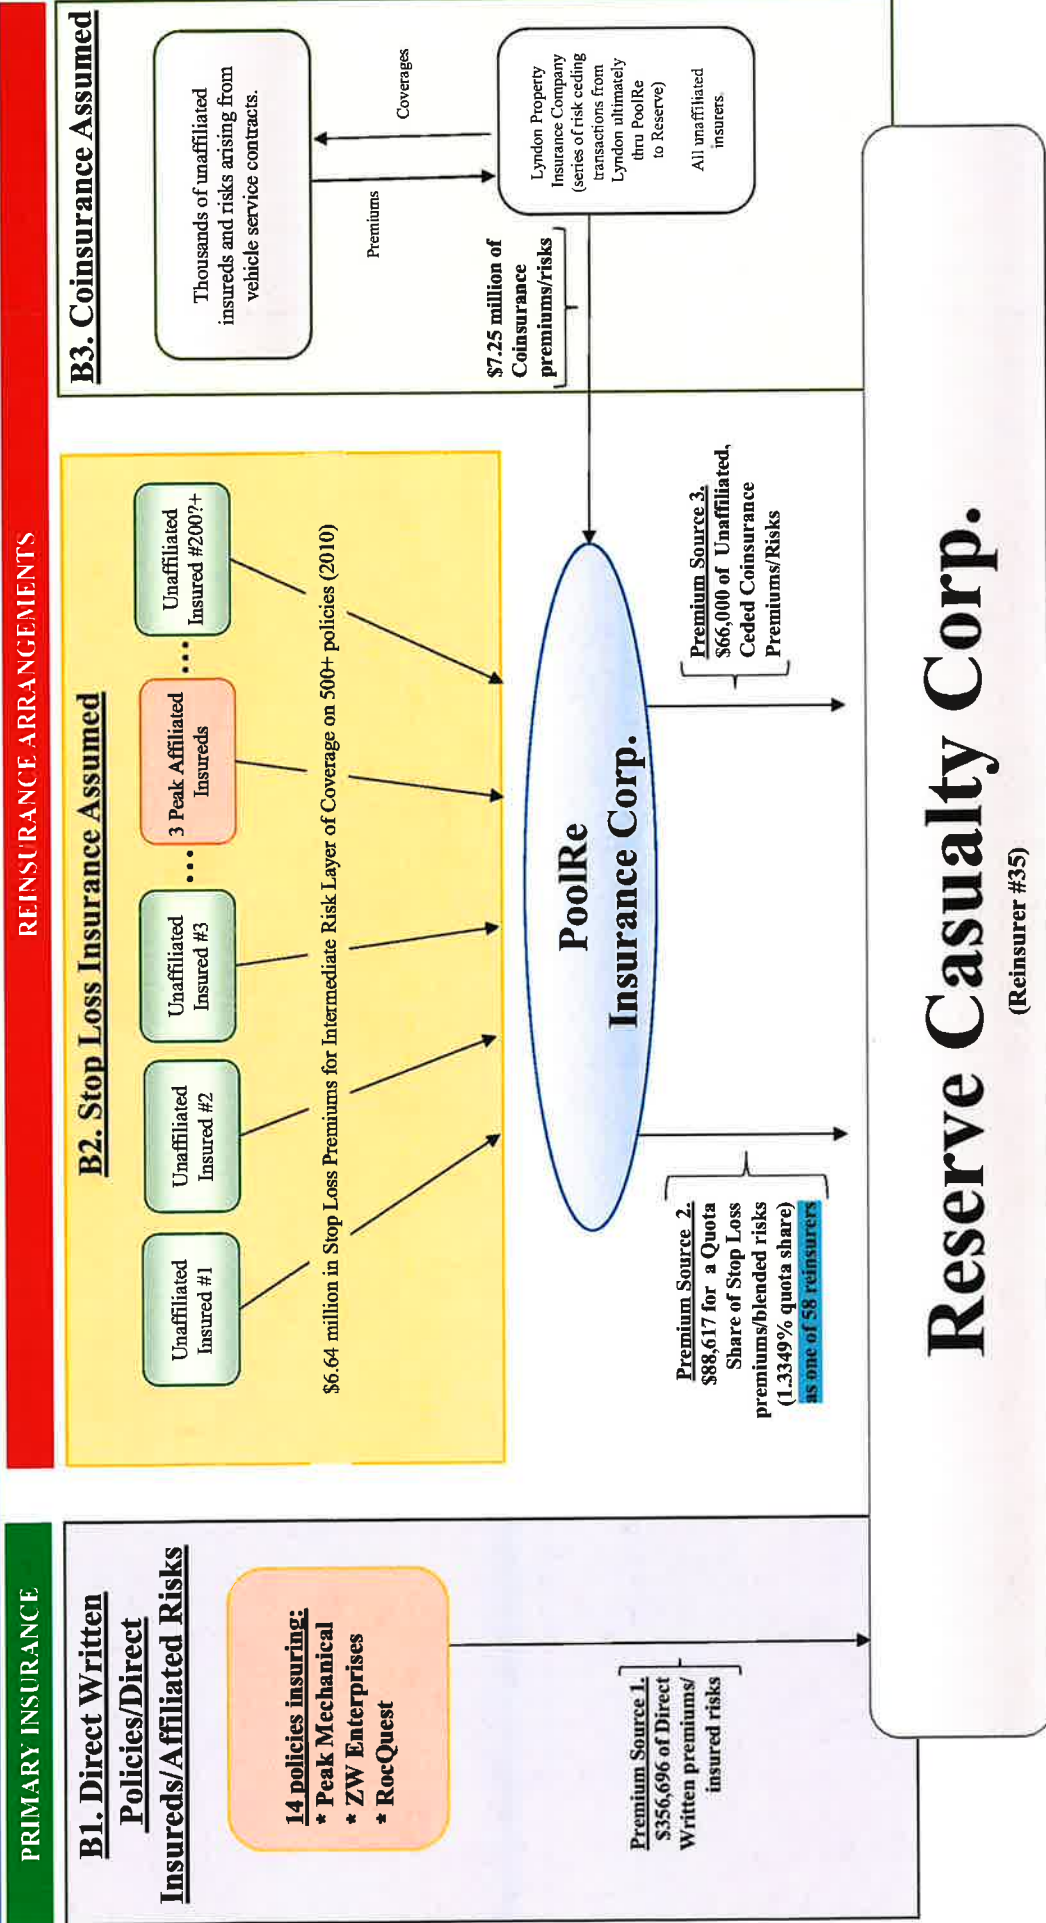 PRIMARY INSURANCE
REINSURANCE ARRANGEMENTS
B1. Direct Written
Policies/Direct
Insureds/Affiliated Risks
14 policies insuring:
* Peak Mechanical
* ZW Enterprises
* RocQuest
Premium Source 1.
$356,696 of Direct
Written premiums/
insured risks
B2. Stop Loss Insurance Assumed
Unaffiliated
Insured #1
Unaffiliated
Insured #2
Unaffiliated
Insured #3
...
3 Peak Affiliated
Insureds
...
Unaffiliated
Insured #200?+
$6.64 million in Stop Loss Premiums for Intermediate Risk Layer of Coverage on 500+ policies (2010)
PoolRe
Insurance Corp.
Premium Source 2.
$88,617 for a Quota
Share of Stop Loss
premiums/blended risks
(1.3349% quota share)
as one of 58 reinsurers
Premium Source 3.
$66,000 of Unaffiliated,
Ceded Coinsurance
Premiums/Risks
B3. Coinsurance Assumed
Thousands of unaffiliated
insureds and risks arising from
vehicle service contracts.
Premiums
Coverages
$7.25 million of
Coinsurance
premiums/risks
Lyndon Property
Insurance Company
(series of risk ceding
transactions from
Lyndon ultimately
thru PoolRe
to Reserve)
All unaffiliated
insurers.
Reserve Casualty Corp.
(Reinsurer #35)